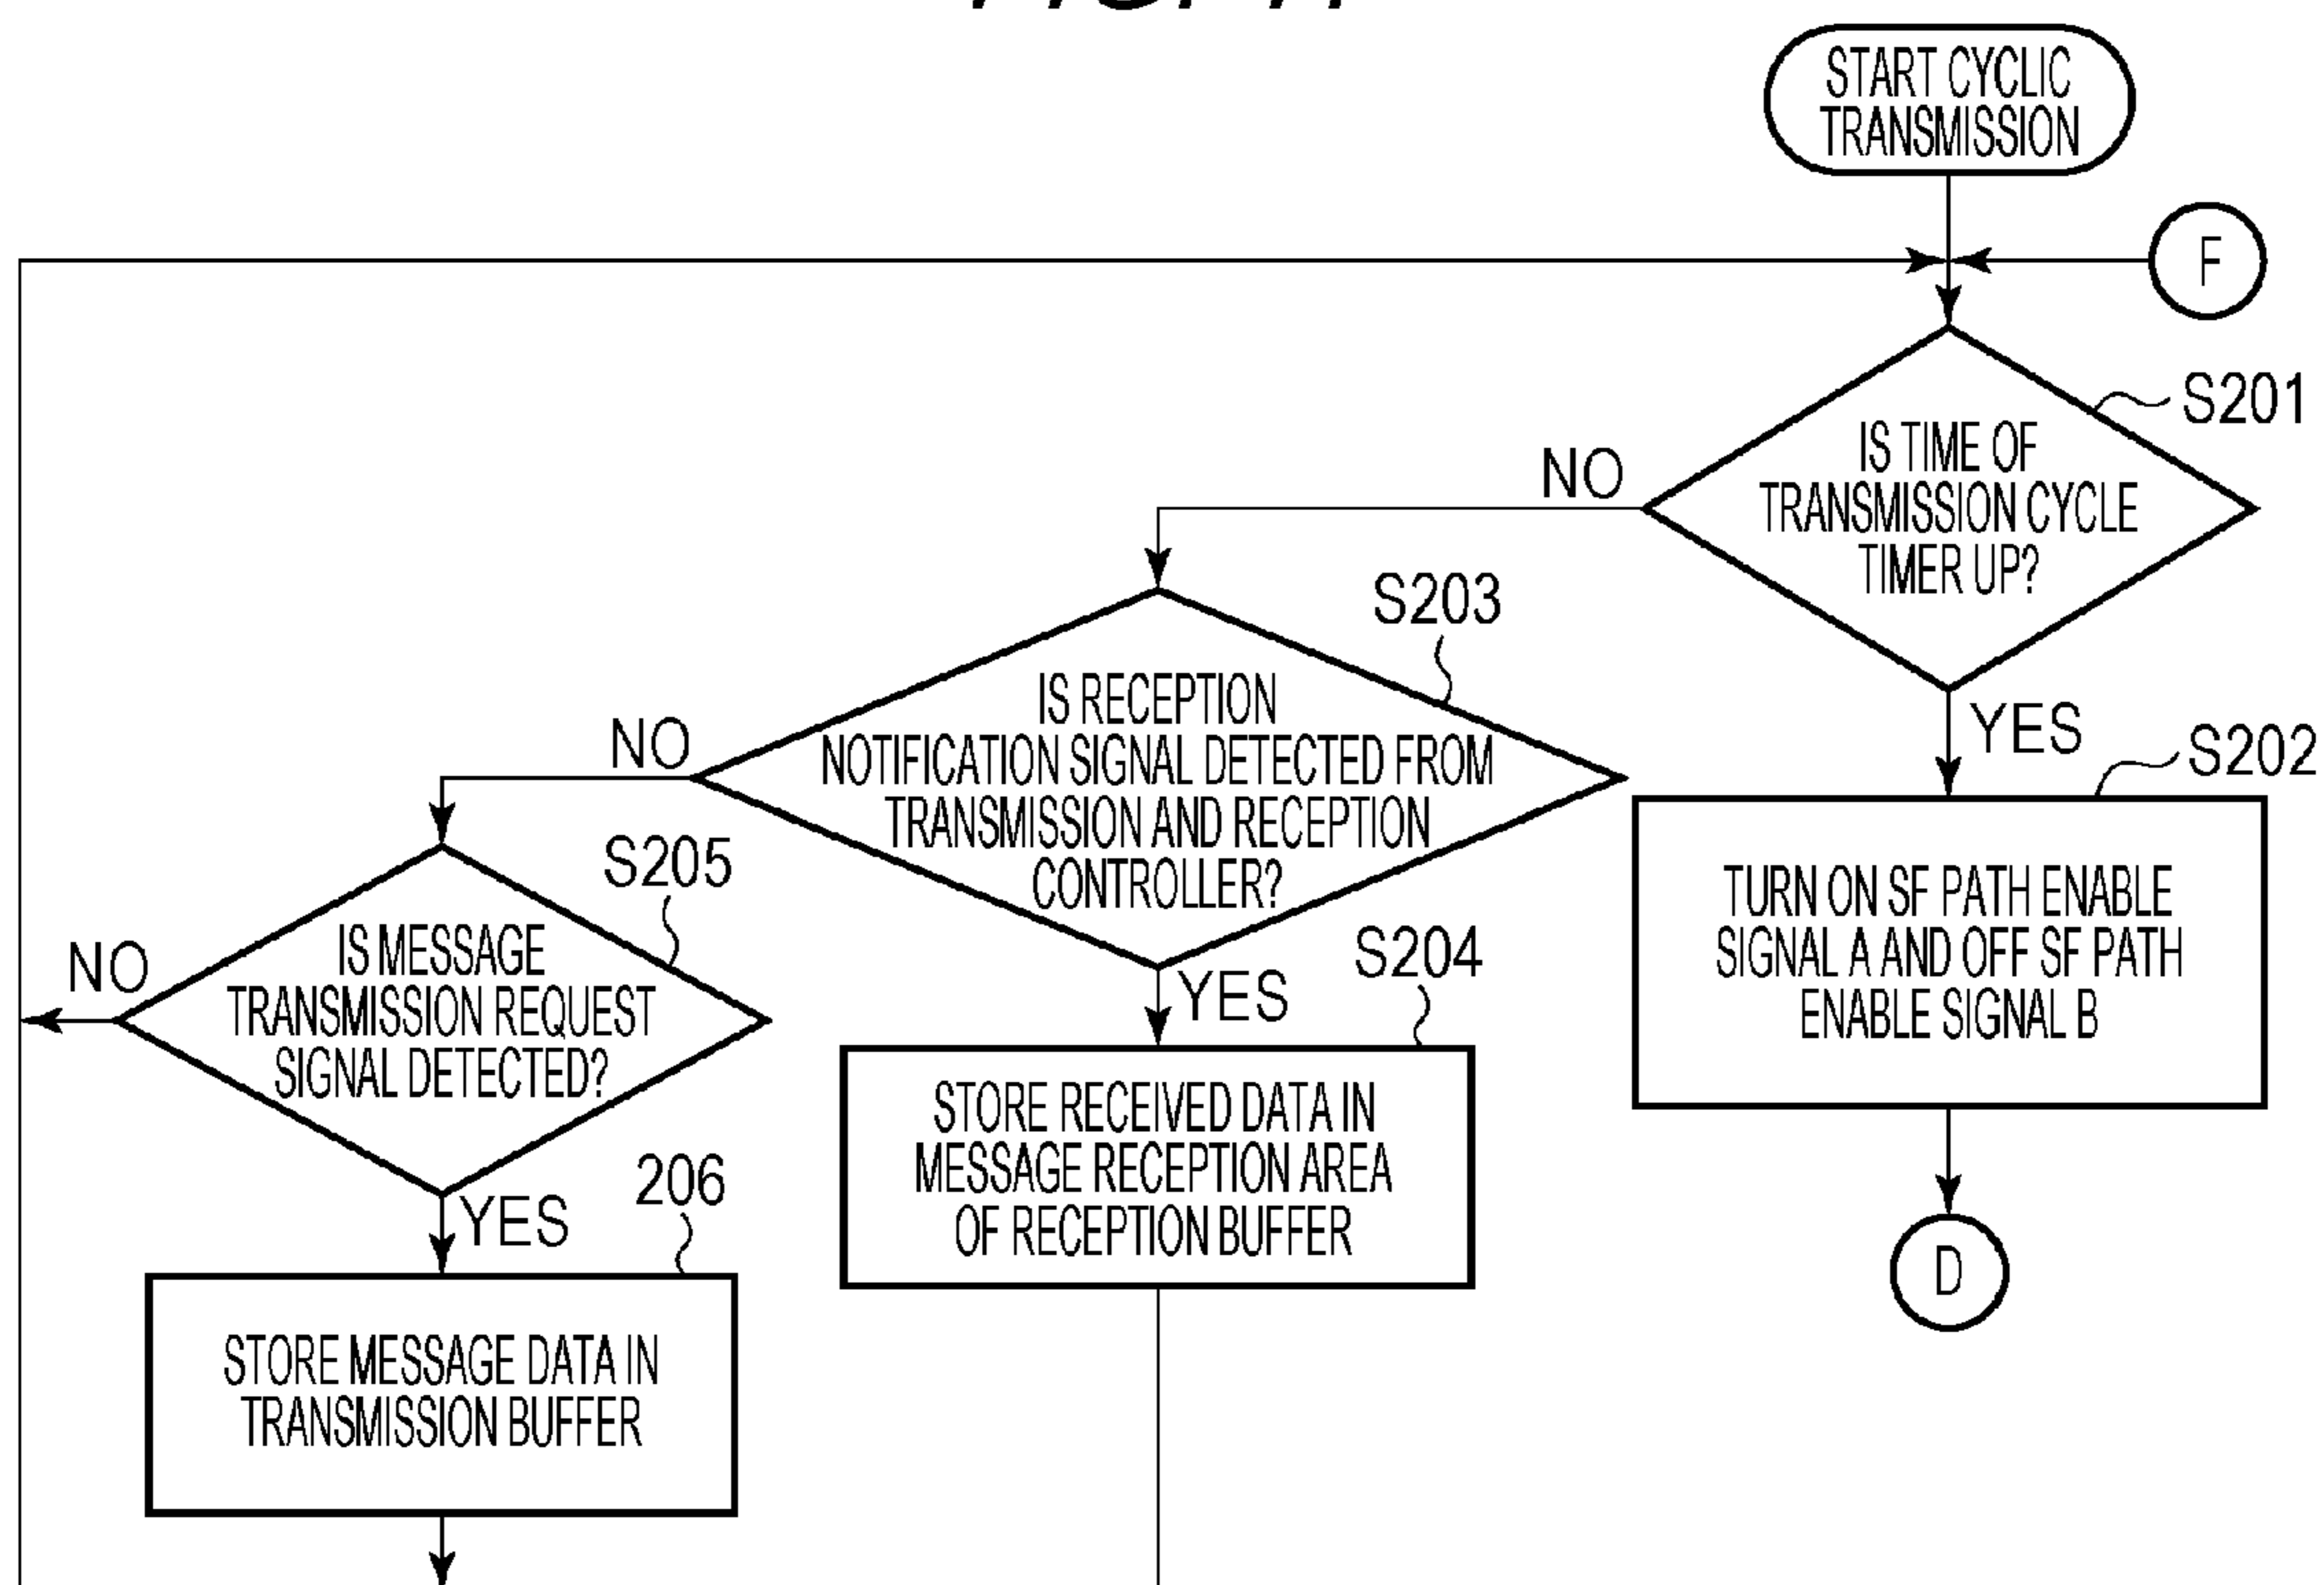 START CYCLIC
TRANSMISSION
F
S201
IS TIME OF
TRANSMISSION CYCLE
TIMER UP?
NO
YES
S202
TURN ON SF PATH ENABLE
SIGNAL A AND OFF SF PATH
ENABLE SIGNAL B
D
S203
IS RECEPTION
NOTIFICATION SIGNAL DETECTED FROM
TRANSMISSION AND RECEPTION
CONTROLLER?
NO
YES
S204
STORE RECEIVED DATA IN
MESSAGE RECEPTION AREA
OF RECEPTION BUFFER
S205
IS MESSAGE
TRANSMISSION REQUEST
SIGNAL DETECTED?
NO
YES
206
STORE MESSAGE DATA IN
TRANSMISSION BUFFER